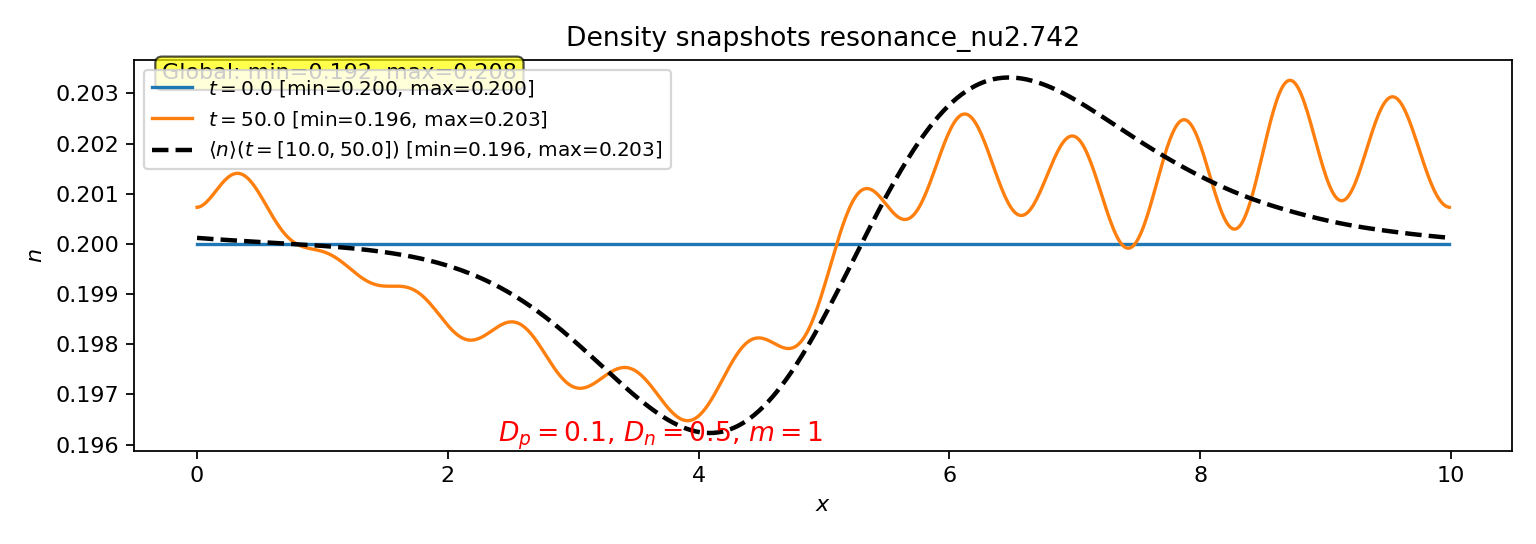 Density snapshots resonance_nu2.742
Global: min=0.192, max=0.208
t = 0.0 [min=0.200, max=0.200]
t = 50.0 [min=0.196, max=0.203]
⟨n⟩(t = [10.0, 50.0]) [min=0.196, max=0.203]
n
0.203
0.202
0.201
0.200
0.199
0.198
0.197
0.196
D_p = 0.1, D_n = 0.5, m = 1
0 2 4 6 8 10
x